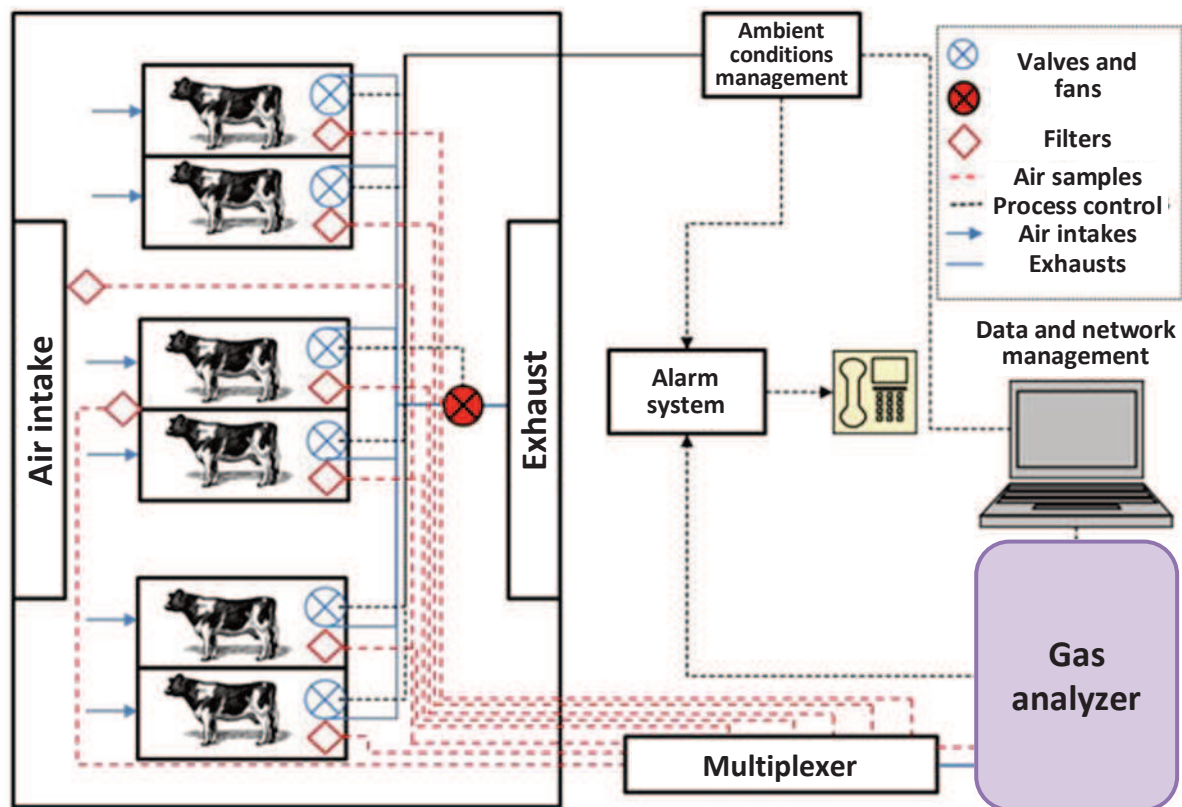 Ambient
conditions
management
Valves and
fans
Filters
Air samples
Process control
Air intakes
Exhausts
Data and network
management
Air intake
Exhaust
Alarm
system
Gas
analyzer
Multiplexer